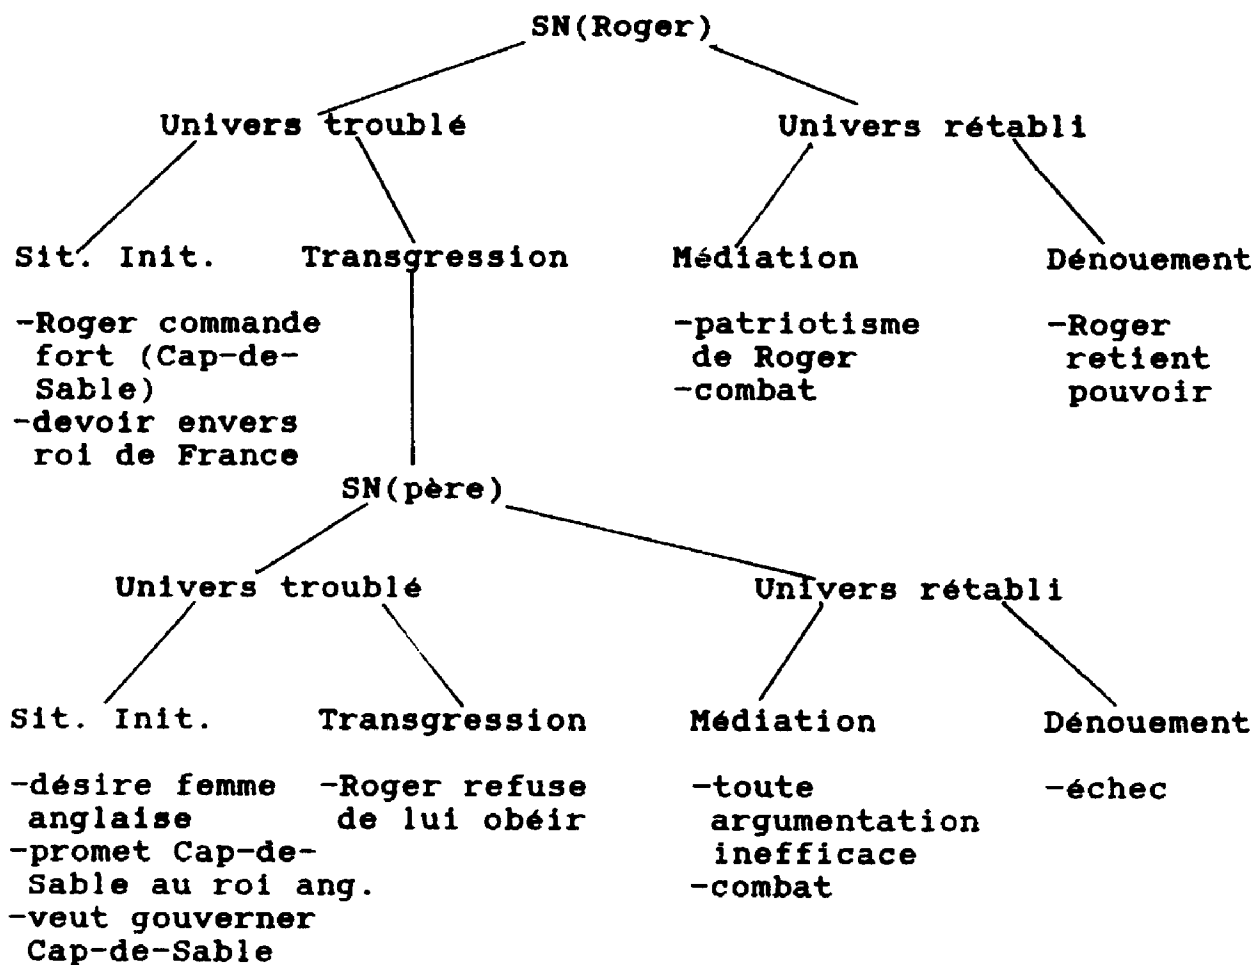 SN(Roger)
Univers troublé
Univers rétabli
Sit. Init.
Transgression
Médiation
Dénouement
-Roger commande
fort (Cap-de-
Sable)
-devoir envers
roi de France
-patriotisme
de Roger
-combat
-Roger
retient
pouvoir
SN(père)
Univers troublé
Univers rétabli
Sit. Init.
Transgression
Médiation
Dénouement
-désire femme
anglaise
-promet Cap-de-
Sable au roi ang.
-veut gouverner
Cap-de-Sable
-Roger refuse
de lui obéir
-toute
argumentation
inefficace
-combat
-échec